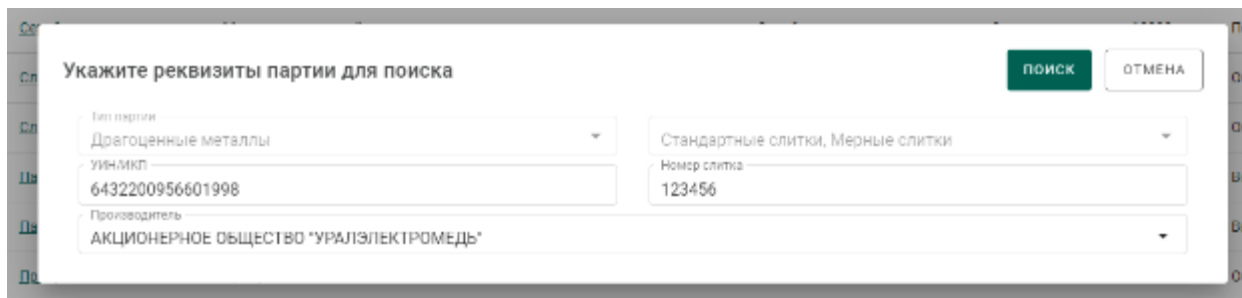 Укажите реквизиты партии для поиска
ПОИСК
ОТМЕНА
Тип партии
Драгоценные металлы
Стандартные слитки, Мерные слитки
УИН/ИКП
6432200956601998
Номер слитка
123456
Производитель
АКЦИОНЕРНОЕ ОБЩЕСТВО "УРАЛЭЛЕКТРОМЕДЬ"